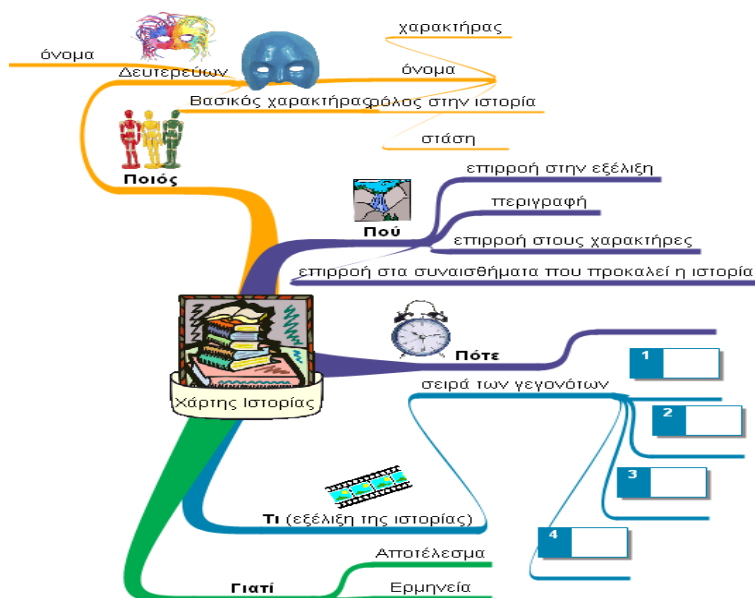 χαρακτήρας
όνομα
Δευτερεύων
όνομα
Βασικός χαρακτήρας
ρόλος στην ιστορία
στάση
Ποιός
επιρροή στην εξέλιξη
περιγραφή
Πού
επιρροή στους χαρακτήρες
επιρροή στα συναισθήματα που προκαλεί η ιστορία
Πότε
1
σειρά των γεγονότων
Χάρτης Ιστορίας
2
3
Τι (εξέλιξη της ιστορίας)
4
Αποτέλεσμα
Γιατί
Ερμηνεία